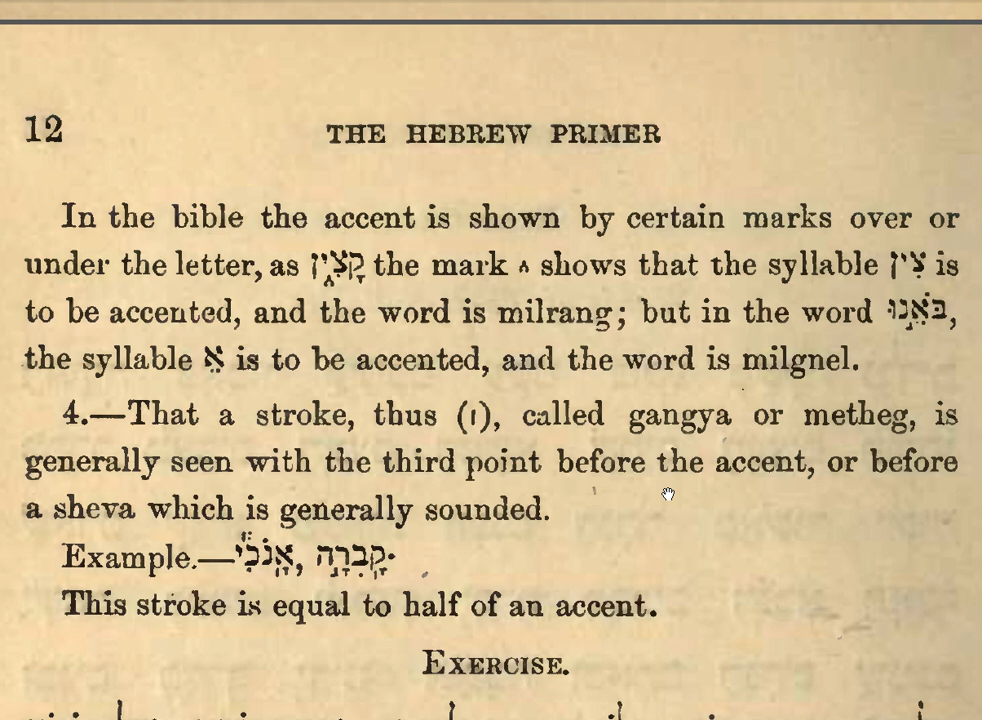 12 THE HEBREW PRIMER
In the bible the accent is shown by certain marks over or
under the letter, as קָצִ֑ין the mark ‸ shows that the syllable צִין is
to be accented, and the word is milrang; but in the word
the syllable is to be accented, and the word is milgnel.
4.—That a stroke, thus (ı), called gangya or metheg, is
generally seen with the third point before the accent, or before
a sheva which is generally sounded.
Example.—
This stroke is equal to half of an accent.
EXERCISE.